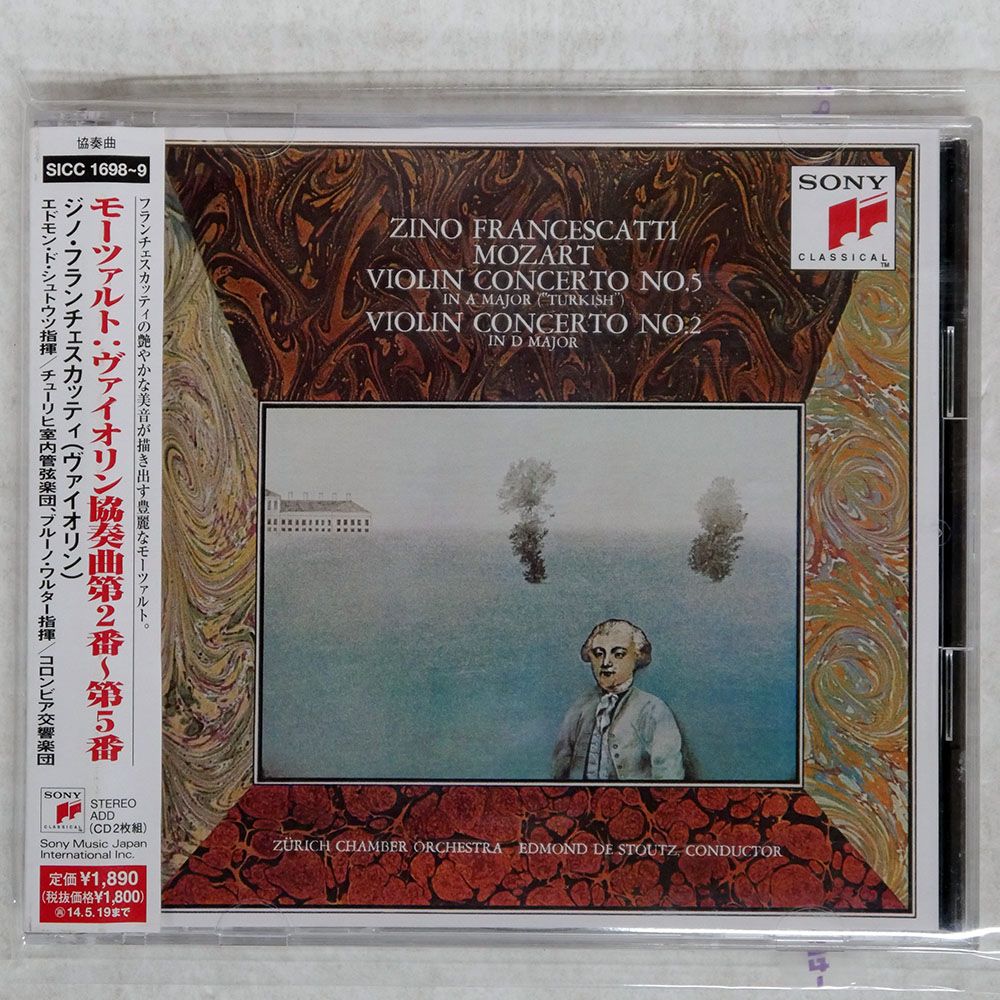 協奏曲
SICC 1698~9
フランチェスカッティの艶やかな美音が描き出す豊麗なモーツァルト。
モーツァルト:ヴァイオリン協奏曲第2番~第5番
ジノ・フランチェスカッティ(ヴァイオリン)
エドモン・ド・シュトウツ指揮/チューリヒ室内管弦楽団、ブルーノ・ワルター指揮/コロンビア交響楽団
SONY
CLASSICAL
STEREO
ADD
(CD2枚組)
Sony Music Japan
International Inc.
定価¥1,890
(税抜価格¥1,800)
14.5.19まで
SONY
CLASSICAL™
ZINO FRANCESCATTI
MOZART
VIOLIN CONCERTO NO.5
IN A MAJOR ("TURKISH")
VIOLIN CONCERTO NO.2
IN D MAJOR
ZÜRICH CHAMBER ORCHESTRA EDMOND DE STOUTZ, CONDUCTOR